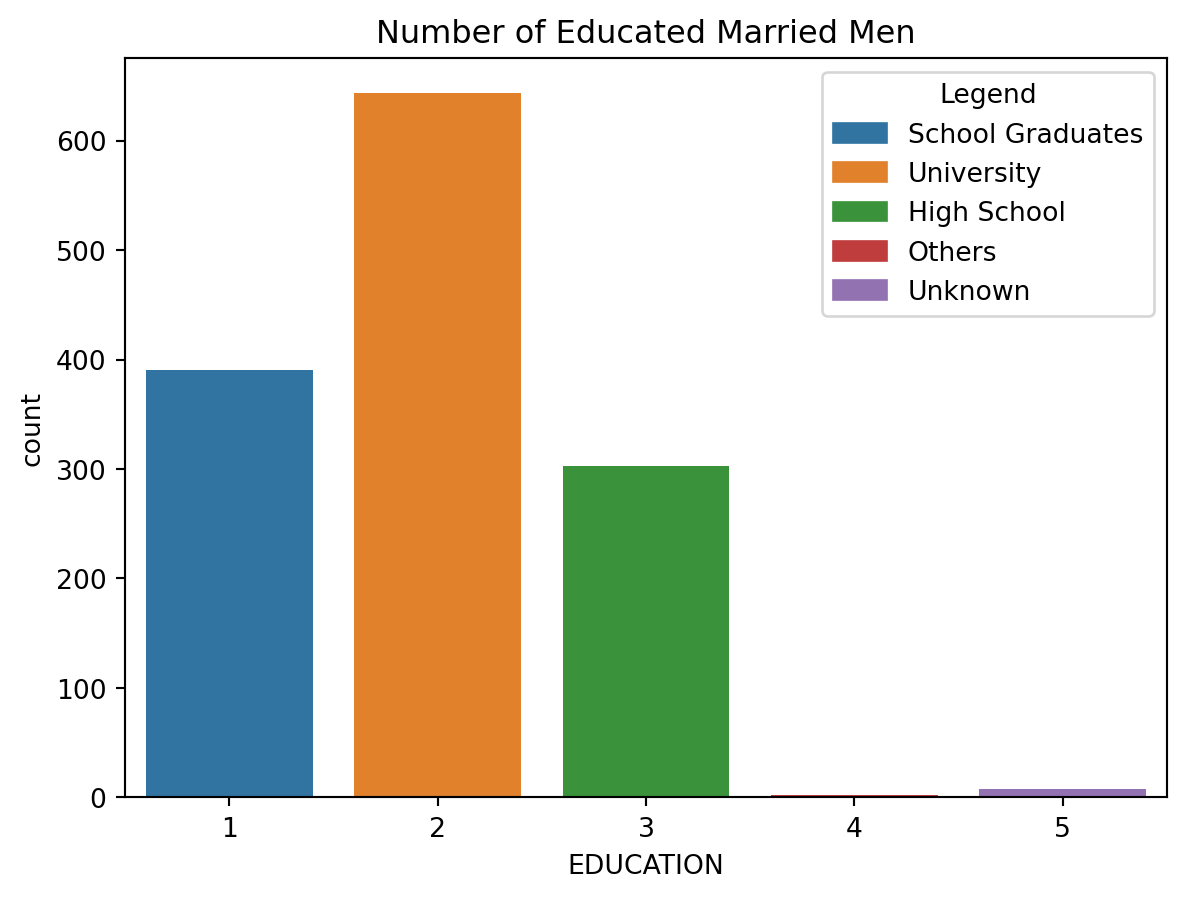 Number of Educated Married Men
Legend
School Graduates
University
High School
Others
Unknown
600
500
400
300
200
100
0
count
1 2 3 4 5
EDUCATION